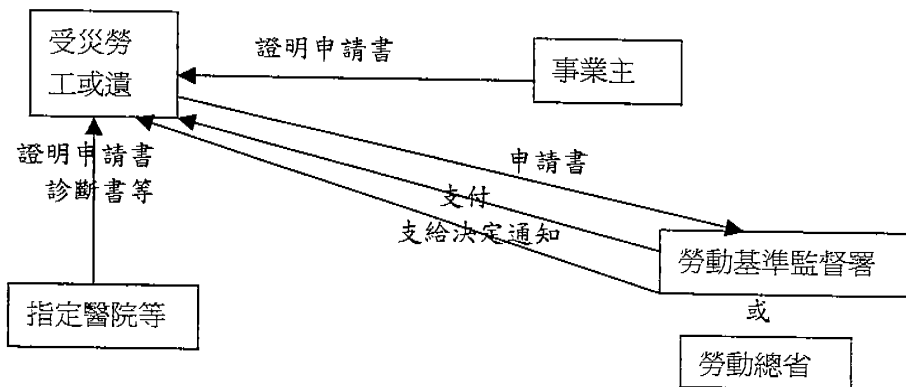 受災勞
工或遺
證明申請書
事業主
證明申請書
診斷書等
申請書
支付
支給決定通知
勞動基準監督署
或
指定醫院等
勞動總省